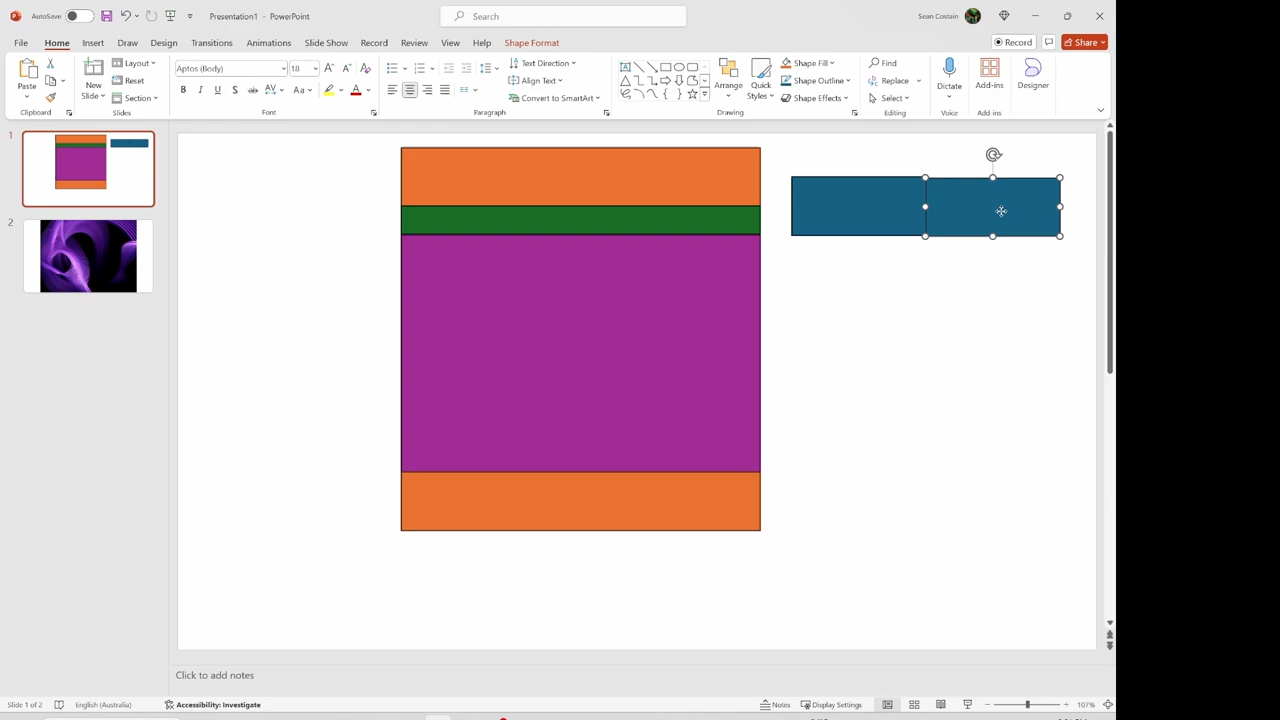 AutoSave Off Presentation1 - PowerPoint Search Sean Costain
File Home Insert Draw Design Transitions Animations Slide Show Record Review View Help Shape Format Record Share
Paste New Slide Layout Reset Section Aptos (Body) 18 B I U S ab AV Aa A Text Direction Align Text Convert to SmartArt Arrange Quick Styles Shape Fill Shape Outline Shape Effects Find Replace Select Dictate Add-ins Designer
Clipboard Slides Font Paragraph Drawing Editing Voice Add-ins
1
2
Click to add notes
Slide 1 of 2 English (Australia) Accessibility: Investigate Notes Display Settings 107%